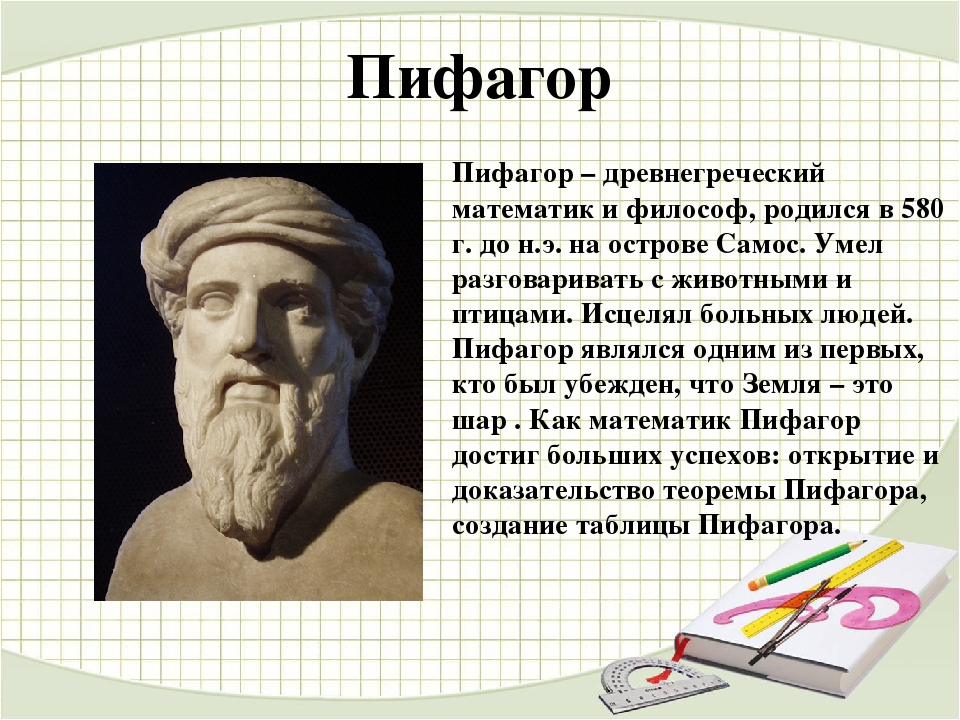 Пифагор
Пифагор – древнегреческий
математик и философ, родился в 580
г. до н.э. на острове Самос. Умел
разговаривать с животными и
птицами. Исцелял больных людей.
Пифагор являлся одним из первых,
кто был убежден, что Земля – это
шар . Как математик Пифагор
достиг больших успехов: открытие и
доказательство теоремы Пифагора,
создание таблицы Пифагора.